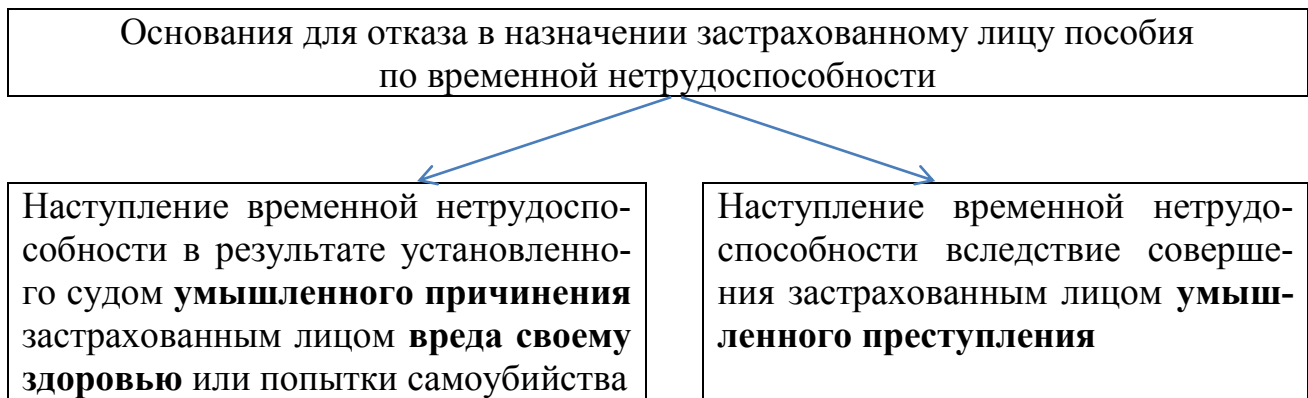 Основания для отказа в назначении застрахованному лицу пособия
по временной нетрудоспособности
Наступление временной нетрудоспо-
собности в результате установленно-
го судом умышленного причинения
застрахованным лицом вреда своему
здоровью или попытки самоубийства
Наступление временной нетрудо-
способности вследствие соверше-
ния застрахованным лицом умыш-
ленного преступления